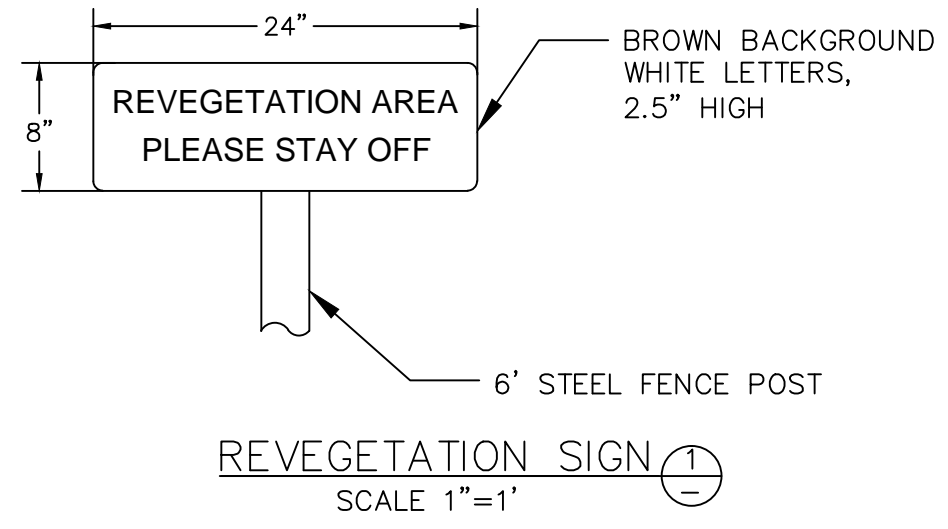 24"
BROWN BACKGROUND
WHITE LETTERS,
2.5" HIGH
8"
REVEGETATION AREA
PLEASE STAY OFF
6' STEEL FENCE POST
REVEGETATION SIGN
1
–
SCALE 1"=1'